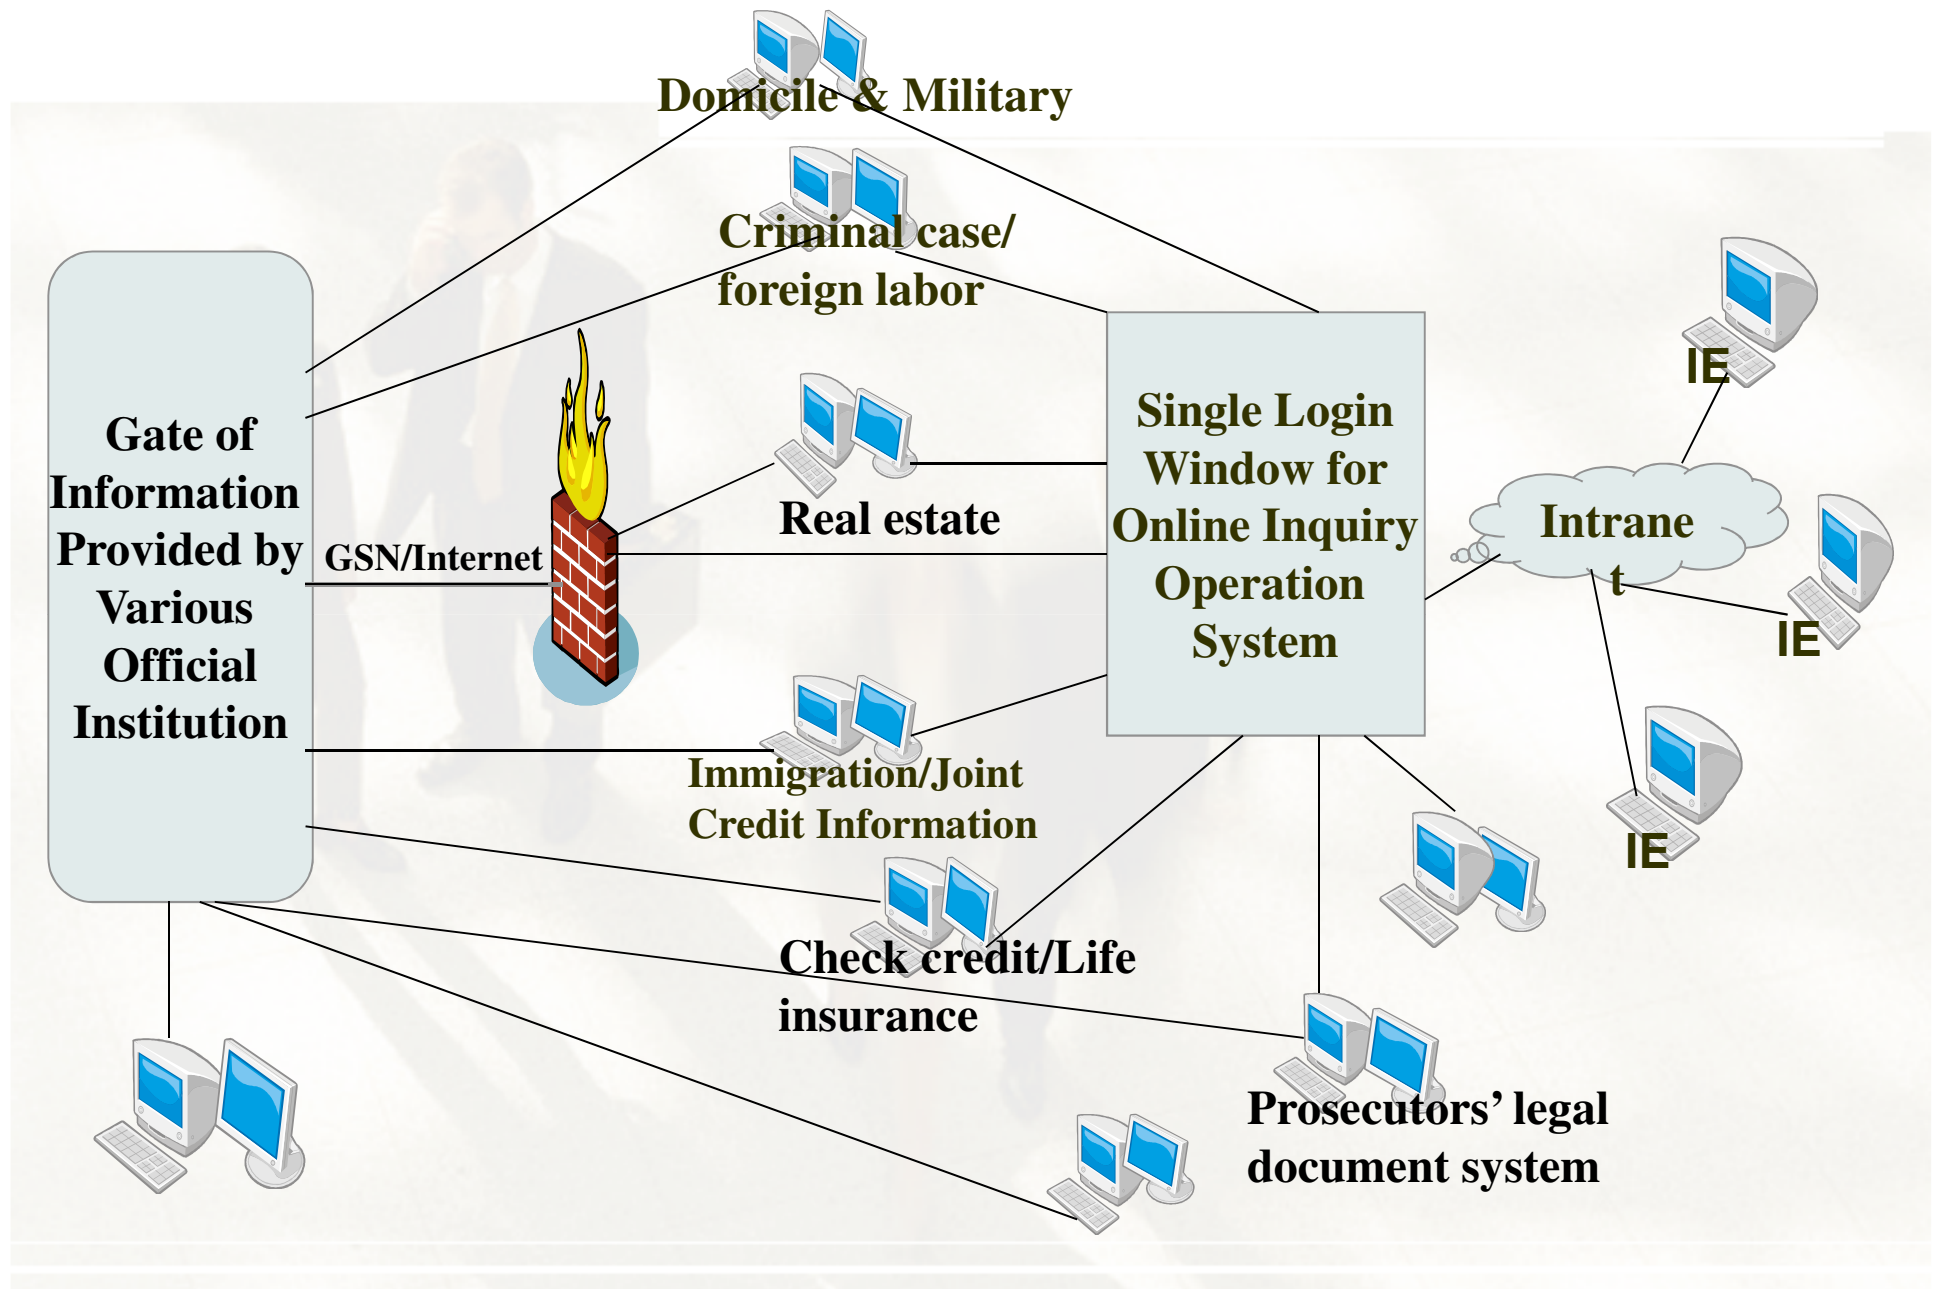 Domicile & Military
Criminal case/
foreign labor
Gate of
Information
Provided by
Various
Official
Institution
GSN/Internet
Real estate
Single Login
Window for
Online Inquiry
Operation
System
Intrane
t
IE
IE
IE
Immigration/Joint
Credit Information
Check credit/Life
insurance
Prosecutors’ legal
document system